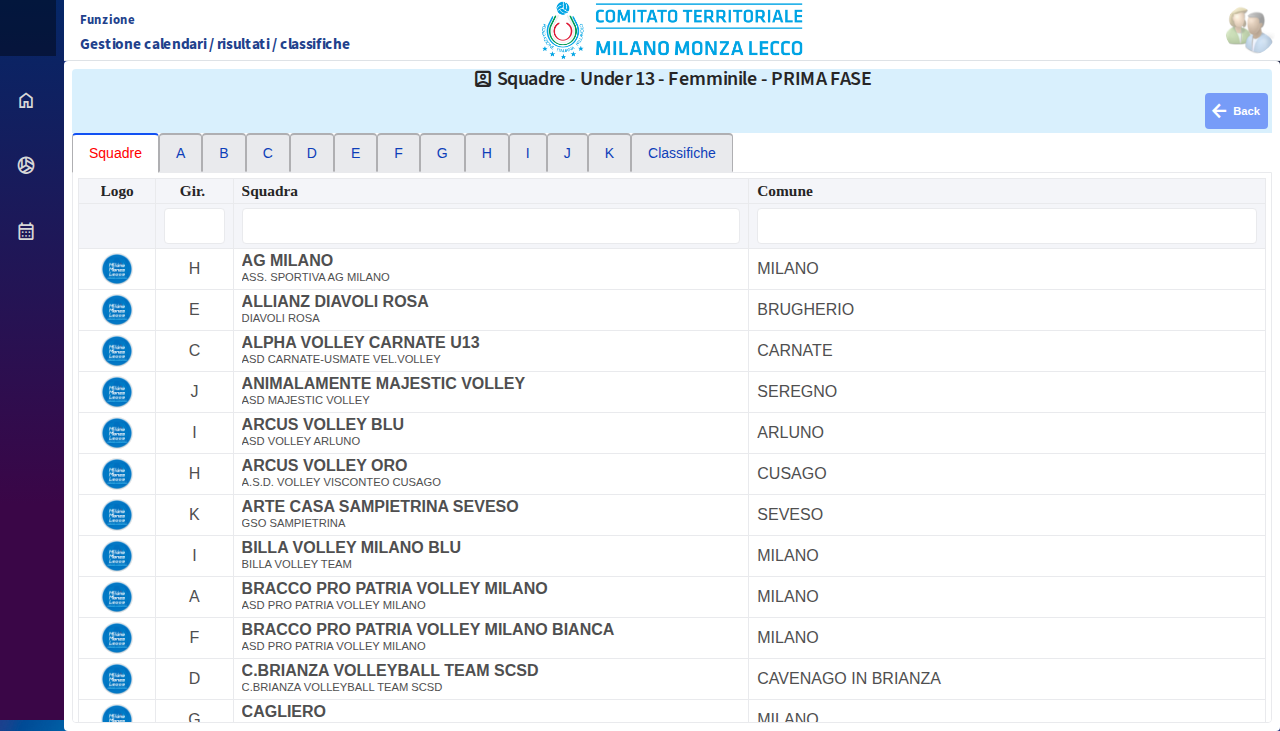 Funzione
Gestione calendari / risultati / classifiche
COMITATO TERRITORIALE
MILANO MONZA LECCO
Squadre - Under 13 - Femminile - PRIMA FASE
Back
Squadre A B C D E F G H I J K Classifiche
Logo Gir. Squadra Comune
H AG MILANO MILANO
ASS. SPORTIVA AG MILANO
E ALLIANZ DIAVOLI ROSA BRUGHERIO
DIAVOLI ROSA
C ALPHA VOLLEY CARNATE U13 CARNATE
ASD CARNATE-USMATE VEL.VOLLEY
J ANIMALAMENTE MAJESTIC VOLLEY SEREGNO
ASD MAJESTIC VOLLEY
I ARCUS VOLLEY BLU ARLUNO
ASD VOLLEY ARLUNO
H ARCUS VOLLEY ORO CUSAGO
A.S.D. VOLLEY VISCONTEO CUSAGO
K ARTE CASA SAMPIETRINA SEVESO SEVESO
GSO SAMPIETRINA
I BILLA VOLLEY MILANO BLU MILANO
BILLA VOLLEY TEAM
A BRACCO PRO PATRIA VOLLEY MILANO MILANO
ASD PRO PATRIA VOLLEY MILANO
F BRACCO PRO PATRIA VOLLEY MILANO BIANCA MILANO
ASD PRO PATRIA VOLLEY MILANO
D C.BRIANZA VOLLEYBALL TEAM SCSD CAVENAGO IN BRIANZA
C.BRIANZA VOLLEYBALL TEAM SCSD
G CAGLIERO MILANO